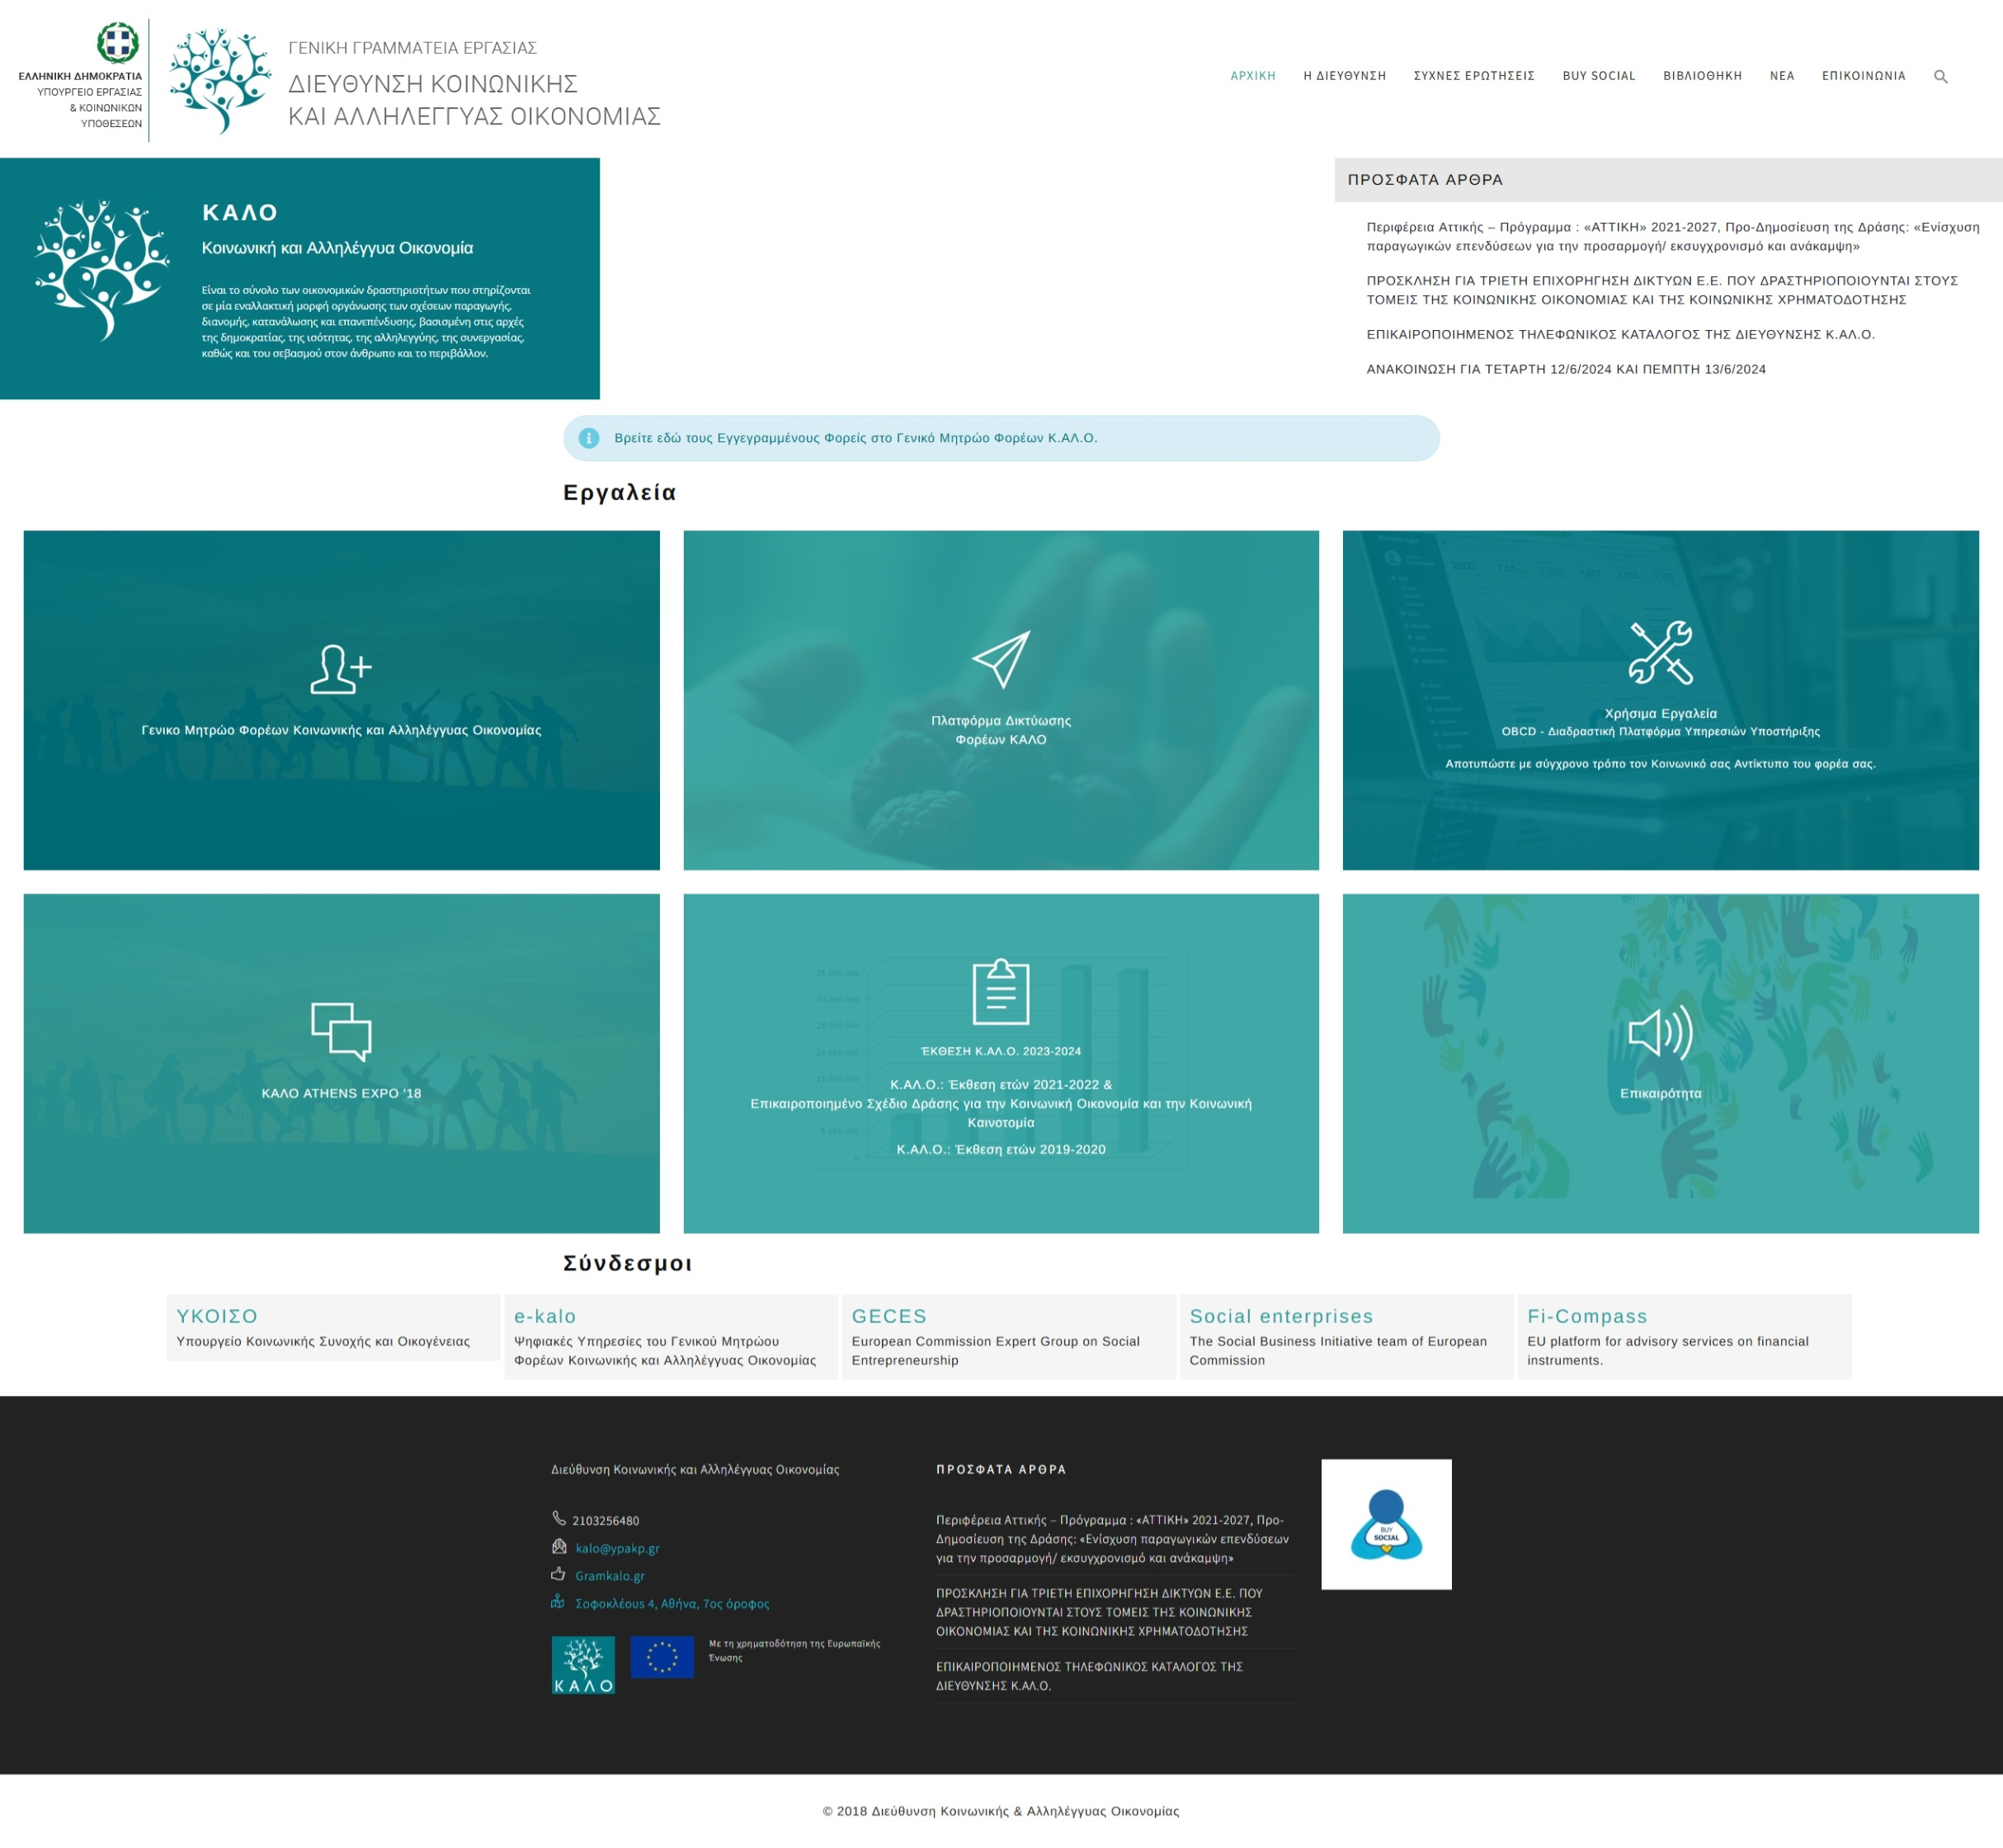 ΕΛΛΗΝΙΚΗ ΔΗΜΟΚΡΑΤΙΑ
ΥΠΟΥΡΓΕΙΟ ΕΡΓΑΣΙΑΣ
& ΚΟΙΝΩΝΙΚΩΝ
ΥΠΟΘΕΣΕΩΝ
ΓΕΝΙΚΗ ΓΡΑΜΜΑΤΕΙΑ ΕΡΓΑΣΙΑΣ
ΔΙΕΥΘΥΝΣΗ ΚΟΙΝΩΝΙΚΗΣ
ΚΑΙ ΑΛΛΗΛΕΓΓΥΑΣ ΟΙΚΟΝΟΜΙΑΣ
ΑΡΧΙΚΗ Η ΔΙΕΥΘΥΝΣΗ ΣΥΧΝΕΣ ΕΡΩΤΗΣΕΙΣ BUY SOCIAL ΒΙΒΛΙΟΘΗΚΗ ΝΕΑ ΕΠΙΚΟΙΝΩΝΙΑ
ΚΑΛΟ
Κοινωνική και Αλληλέγγυα Οικονομία
Είναι το σύνολο των οικονομικών δραστηριοτήτων που στηρίζονται
σε μία εναλλακτική μορφή οργάνωσης των σχέσεων παραγωγής,
διανομής, κατανάλωσης και επανεπένδυσης, βασισμένη στις αρχές
της δημοκρατίας, της ισότητας, της αλληλεγγύης, της συνεργασίας,
καθώς και του σεβασμού στον άνθρωπο και το περιβάλλον.
ΠΡΟΣΦΑΤΑ ΑΡΘΡΑ
Περιφέρεια Αττικής – Πρόγραμμα : «ΑΤΤΙΚΗ» 2021-2027, Προ-Δημοσίευση της Δράσης: «Ενίσχυση
παραγωγικών επενδύσεων για την προσαρμογή/ εκσυγχρονισμό και ανάκαμψη»
ΠΡΟΣΚΛΗΣΗ ΓΙΑ ΤΡΙΕΤΗ ΕΠΙΧΟΡΗΓΗΣΗ ΔΙΚΤΥΩΝ Ε.Ε. ΠΟΥ ΔΡΑΣΤΗΡΙΟΠΟΙΟΥΝΤΑΙ ΣΤΟΥΣ
ΤΟΜΕΙΣ ΤΗΣ ΚΟΙΝΩΝΙΚΗΣ ΟΙΚΟΝΟΜΙΑΣ ΚΑΙ ΤΗΣ ΚΟΙΝΩΝΙΚΗΣ ΧΡΗΜΑΤΟΔΟΤΗΣΗΣ
ΕΠΙΚΑΙΡΟΠΟΙΗΜΕΝΟΣ ΤΗΛΕΦΩΝΙΚΟΣ ΚΑΤΑΛΟΓΟΣ ΤΗΣ ΔΙΕΥΘΥΝΣΗΣ Κ.ΑΛ.Ο.
ΑΝΑΚΟΙΝΩΣΗ ΓΙΑ ΤΕΤΑΡΤΗ 12/6/2024 ΚΑΙ ΠΕΜΠΤΗ 13/6/2024
Βρείτε εδώ τους Εγγεγραμμένους Φορείς στο Γενικό Μητρώο Φορέων Κ.ΑΛ.Ο.
Εργαλεία
Γενικο Μητρώο Φορέων Κοινωνικής και Αλληλέγγυας Οικονομίας
Πλατφόρμα Δικτύωσης
Φορέων ΚΑΛΟ
Χρήσιμα Εργαλεία
OBCD - Διαδραστική Πλατφόρμα Υπηρεσιών Υποστήριξης
Αποτυπώστε με σύγχρονο τρόπο τον Κοινωνικό σας Αντίκτυπο του φορέα σας.
ΚΑΛΟ ATHENS EXPO '18
ΈΚΘΕΣΗ Κ.ΑΛ.Ο. 2023-2024
Κ.ΑΛ.Ο.: Έκθεση ετών 2021-2022 &
Επικαιροποιημένο Σχέδιο Δράσης για την Κοινωνική Οικονομία και την Κοινωνική
Καινοτομία
Κ.ΑΛ.Ο.: Έκθεση ετών 2019-2020
Επικαιρότητα
Σύνδεσμοι
ΥΚΟΙΣΟ
Υπουργείο Κοινωνικής Συνοχής και Οικογένειας
e-kalo
Ψηφιακές Υπηρεσίες του Γενικού Μητρώου
Φορέων Κοινωνικής και Αλληλέγγυας Οικονομίας
GECES
European Commission Expert Group on Social
Entrepreneurship
Social enterprises
The Social Business Initiative team of European
Commission
Fi-Compass
EU platform for advisory services on financial
instruments.
Διεύθυνση Κοινωνικής και Αλληλέγγυας Οικονομίας
2103256480
kalo@ypakp.gr
Gramkalo.gr
Σοφοκλέους 4, Αθήνα, 7ος όροφος
ΚΑΛΟ
Με τη χρηματοδότηση της Ευρωπαϊκής
Ένωσης
ΠΡΟΣΦΑΤΑ ΑΡΘΡΑ
Περιφέρεια Αττικής – Πρόγραμμα : «ΑΤΤΙΚΗ» 2021-2027, Προ-
Δημοσίευση της Δράσης: «Ενίσχυση παραγωγικών επενδύσεων
για την προσαρμογή/ εκσυγχρονισμό και ανάκαμψη»
ΠΡΟΣΚΛΗΣΗ ΓΙΑ ΤΡΙΕΤΗ ΕΠΙΧΟΡΗΓΗΣΗ ΔΙΚΤΥΩΝ Ε.Ε. ΠΟΥ
ΔΡΑΣΤΗΡΙΟΠΟΙΟΥΝΤΑΙ ΣΤΟΥΣ ΤΟΜΕΙΣ ΤΗΣ ΚΟΙΝΩΝΙΚΗΣ
ΟΙΚΟΝΟΜΙΑΣ ΚΑΙ ΤΗΣ ΚΟΙΝΩΝΙΚΗΣ ΧΡΗΜΑΤΟΔΟΤΗΣΗΣ
ΕΠΙΚΑΙΡΟΠΟΙΗΜΕΝΟΣ ΤΗΛΕΦΩΝΙΚΟΣ ΚΑΤΑΛΟΓΟΣ ΤΗΣ
ΔΙΕΥΘΥΝΣΗΣ Κ.ΑΛ.Ο.
BUY
SOCIAL
© 2018 Διεύθυνση Κοινωνικής & Αλληλέγγυας Οικονομίας